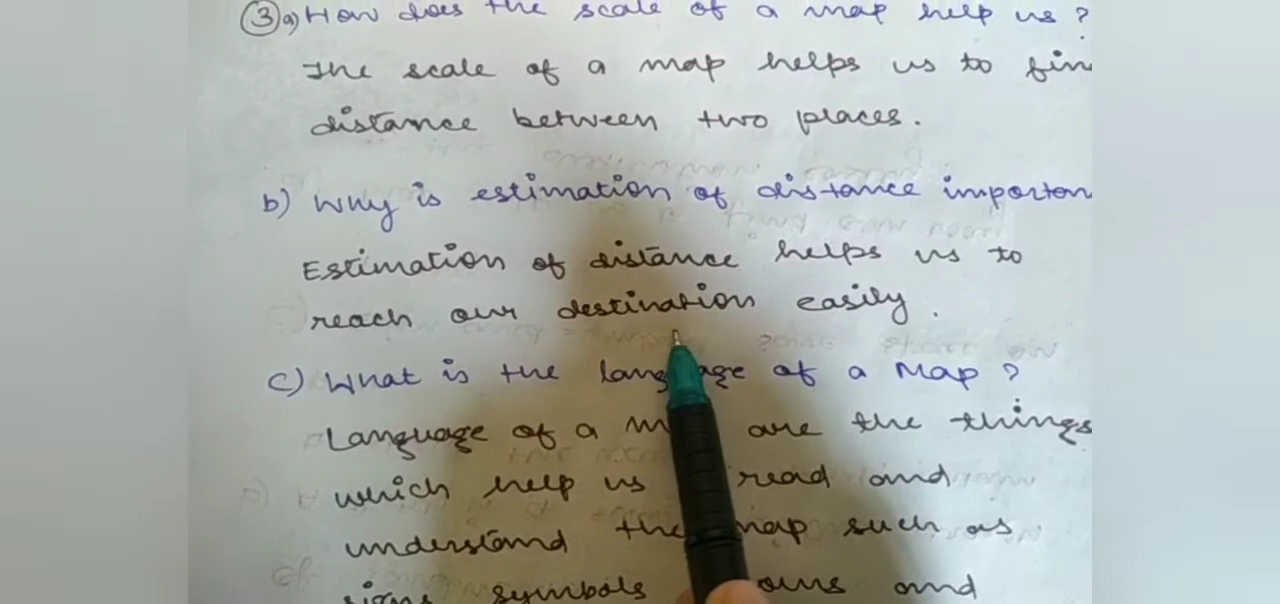 3 a) How does the scale of a map help us ?
The scale of a map helps us to fin
distance between two places.
b) Why is estimation of distance importan
Estimation of distance helps us to
reach our destination easily.
c) What is the language of a Map ?
Language of a m are the things
which help us read and
understand the map such as
signs symbols and